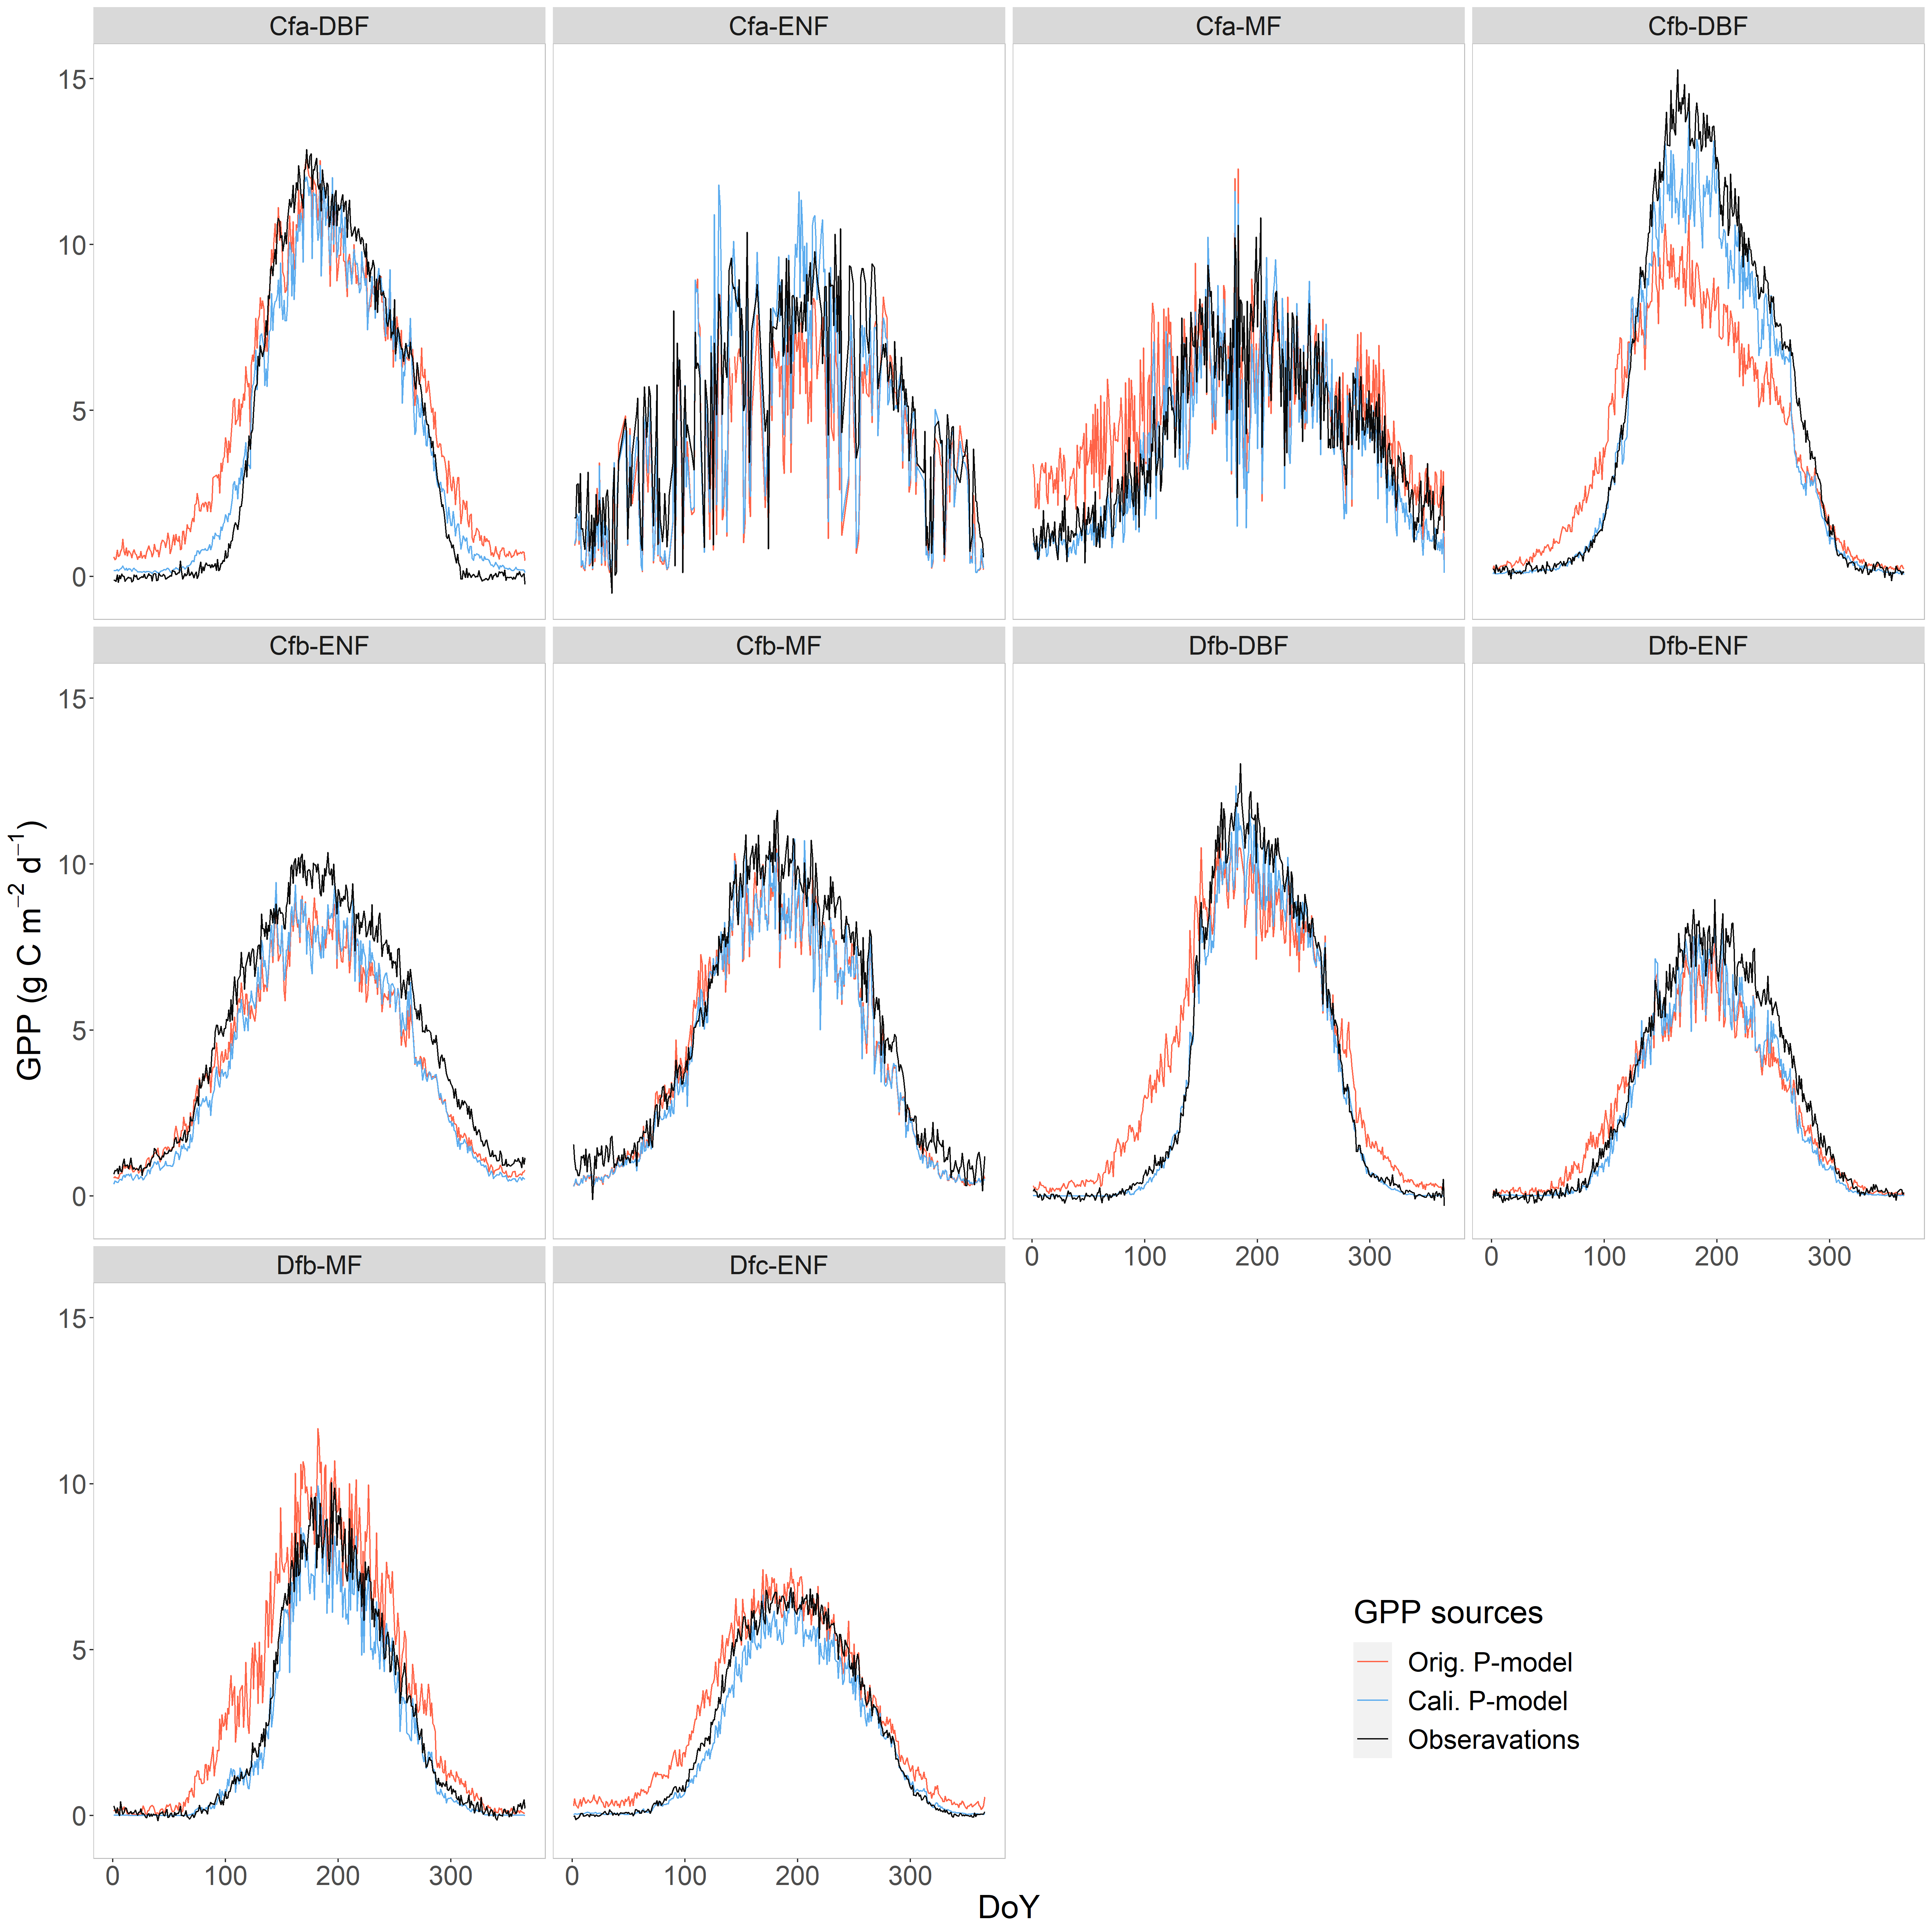 Cfa-DBF Cfa-ENF Cfa-MF Cfb-DBF
15
10
5
0
Cfb-ENF Cfb-MF Dfb-DBF Dfb-ENF
15
10
5
0
0 100 200 300 0 100 200 300
Dfb-MF Dfc-ENF
15
10
5
0
0 100 200 300 0 100 200 300
GPP (g C m⁻² d⁻¹)
DoY
GPP sources
Orig. P-model
Cali. P-model
Obseravations